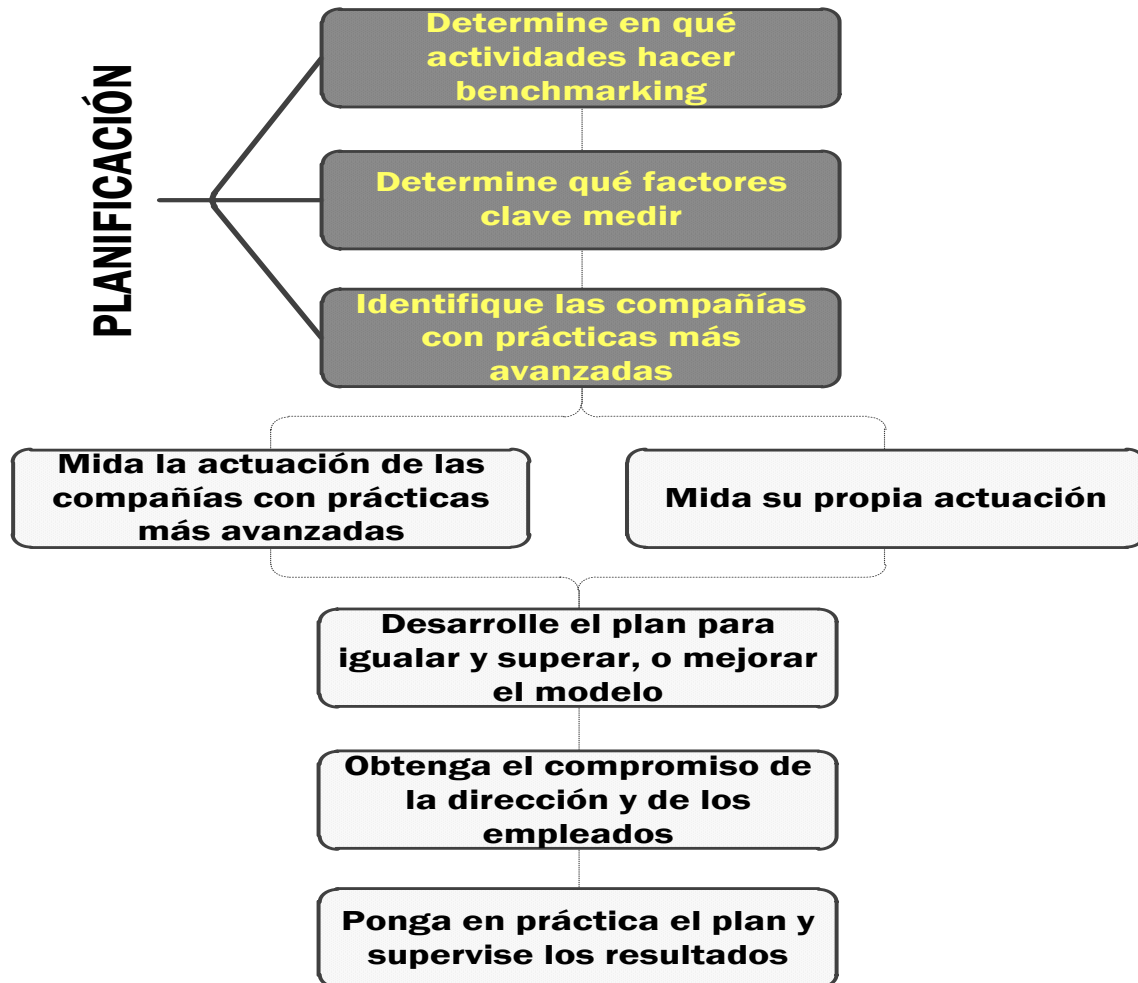 PLANIFICACIÓN
Determine en qué
actividades hacer
benchmarking
Determine qué factores
clave medir
Identifique las compañías
con prácticas más
avanzadas
Mida la actuación de las
compañías con prácticas
más avanzadas
Mida su propia actuación
Desarrolle el plan para
igualar y superar, o mejorar
el modelo
Obtenga el compromiso de
la dirección y de los
empleados
Ponga en práctica el plan y
supervise los resultados